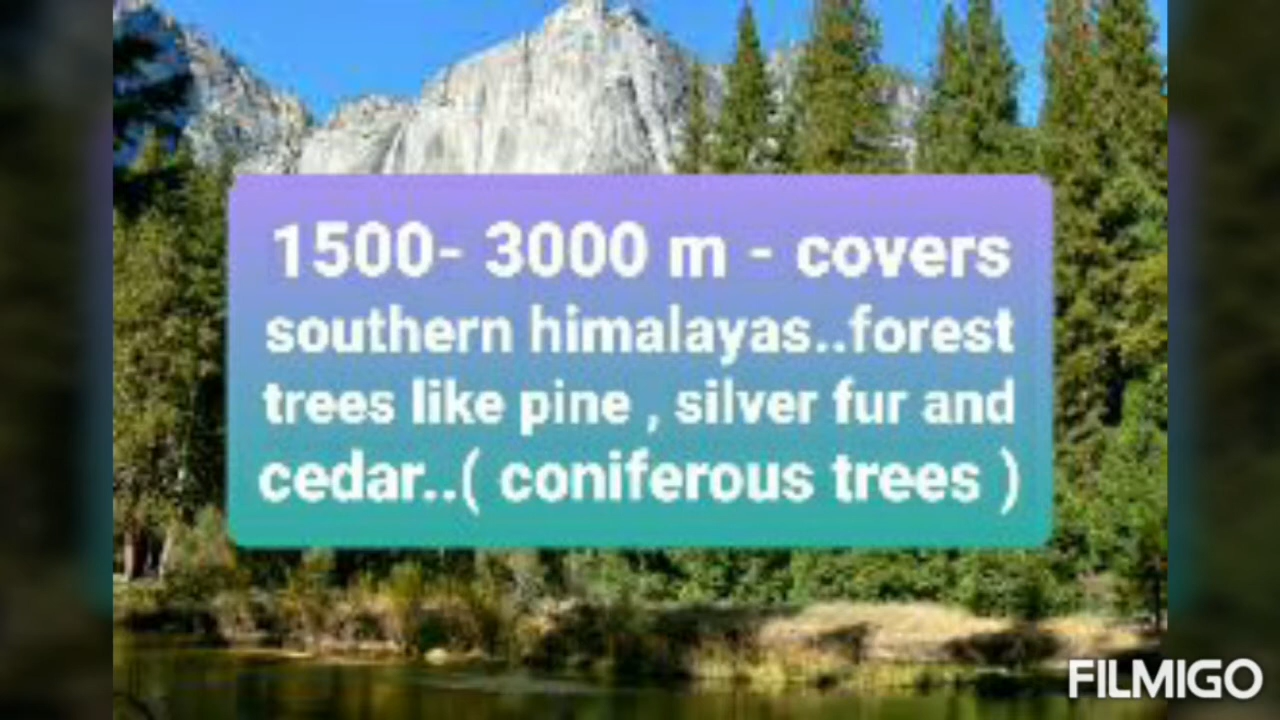 1500- 3000 m - covers
southern himalayas..forest
trees like pine , silver fur and
cedar..( coniferous trees )
FILMIGO